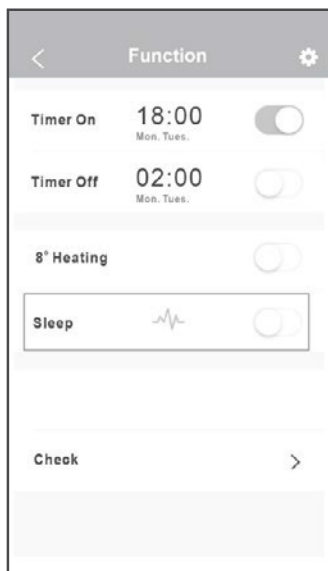 Function
Timer On 18:00
Mon. Tues.
Timer Off 02:00
Mon. Tues.
8° Heating
Sleep
Check